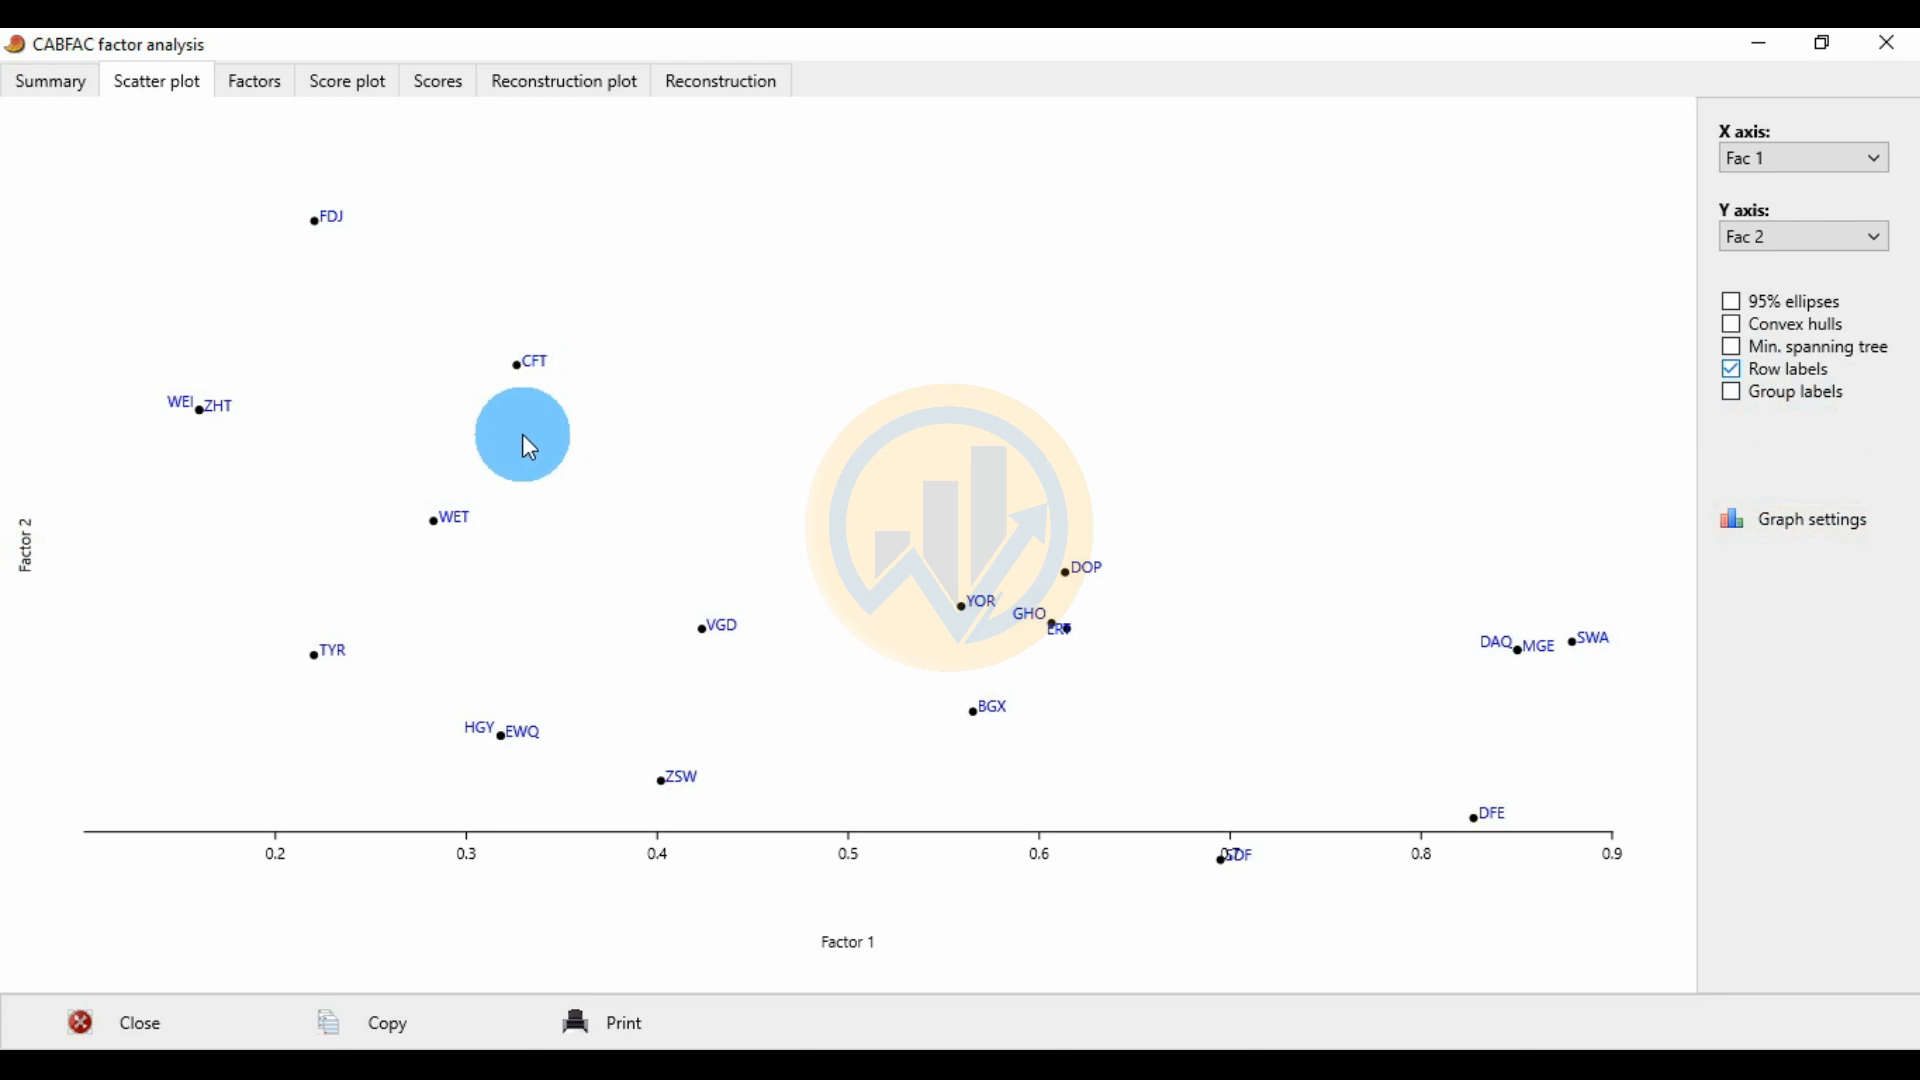 CABFAC factor analysis
Summary Scatter plot Factors Score plot Scores Reconstruction plot Reconstruction
X axis:
Fac 1
Y axis:
Fac 2
95% ellipses
Convex hulls
Min. spanning tree
Row labels
Group labels
Graph settings
FDJ
CFT
WEI ZHT
WET
DOP
YOR
GHO
VGD
DAQ MGE SWA
TYR
BGX
HGY EWQ
ZSW
DFE
Factor 2
0.2 0.3 0.4 0.5 0.6 0.7 0.8 0.9
Factor 1
Close Copy Print